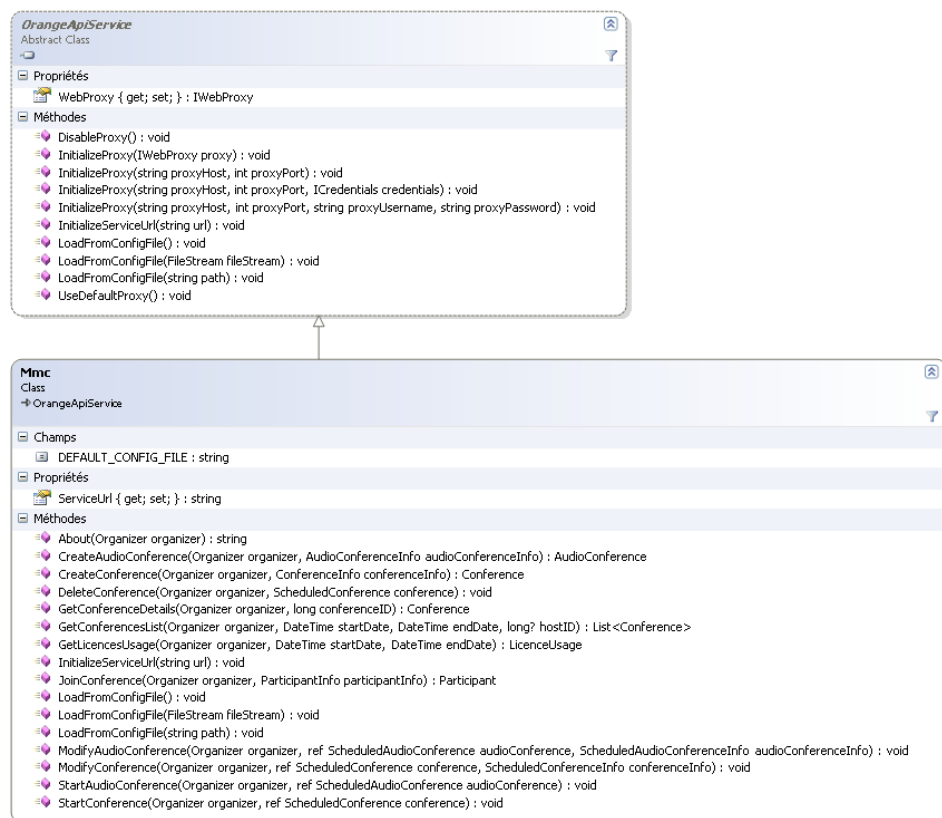 OrangeApiService
Abstract Class
Propriétés
WebProxy { get; set; } : IWebProxy
Méthodes
DisableProxy() : void
InitializeProxy(IWebProxy proxy) : void
InitializeProxy(string proxyHost, int proxyPort) : void
InitializeProxy(string proxyHost, int proxyPort, ICredentials credentials) : void
InitializeProxy(string proxyHost, int proxyPort, string proxyUsername, string proxyPassword) : void
InitializeServiceUrl(string url) : void
LoadFromConfigFile() : void
LoadFromConfigFile(FileStream fileStream) : void
LoadFromConfigFile(string path) : void
UseDefaultProxy() : void
Mmc
Class
OrangeApiService
Champs
DEFAULT_CONFIG_FILE : string
Propriétés
ServiceUrl { get; set; } : string
Méthodes
About(Organizer organizer) : string
CreateAudioConference(Organizer organizer, AudioConferenceInfo audioConferenceInfo) : AudioConference
CreateConference(Organizer organizer, ConferenceInfo conferenceInfo) : Conference
DeleteConference(Organizer organizer, ScheduledConference conference) : void
GetConferenceDetails(Organizer organizer, long conferenceID) : Conference
GetConferencesList(Organizer organizer, DateTime startDate, DateTime endDate, long? hostID) : List<Conference>
GetLicencesUsage(Organizer organizer, DateTime startDate, DateTime endDate) : LicenceUsage
InitializeServiceUrl(string url) : void
JoinConference(Organizer organizer, ParticipantInfo participantInfo) : Participant
LoadFromConfigFile() : void
LoadFromConfigFile(FileStream fileStream) : void
LoadFromConfigFile(string path) : void
ModifyAudioConference(Organizer organizer, ref ScheduledAudioConference audioConference, ScheduledAudioConferenceInfo audioConferenceInfo) : void
ModifyConference(Organizer organizer, ref ScheduledConference conference, ScheduledConferenceInfo conferenceInfo) : void
StartAudioConference(Organizer organizer, ref ScheduledAudioConference audioConference) : void
StartConference(Organizer organizer, ref ScheduledConference conference) : void